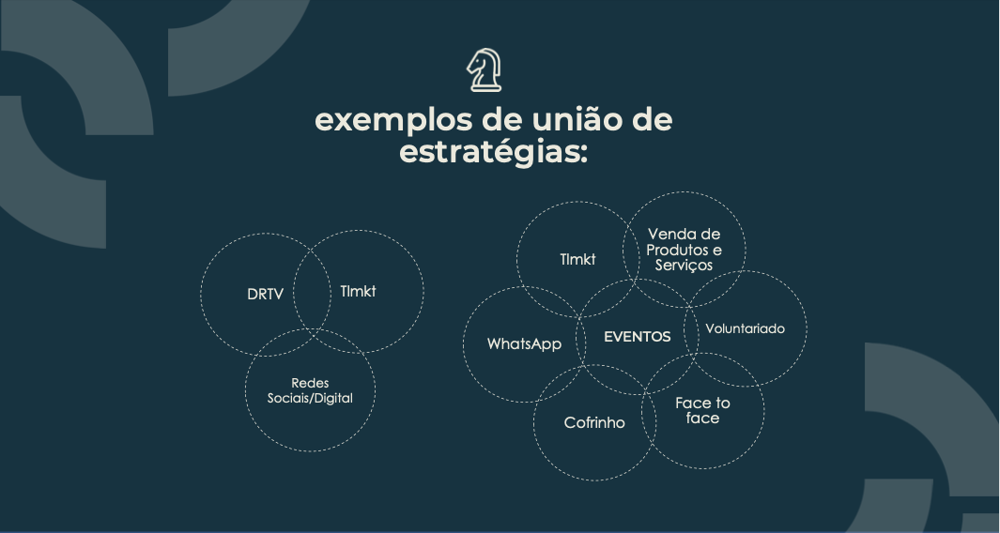 exemplos de união de
estratégias:
DRTV
Tlmkt
Redes
Sociais/Digital
Tlmkt
Venda de
Produtos e
Serviços
WhatsApp
EVENTOS
Voluntariado
Cofrinho
Face to
face